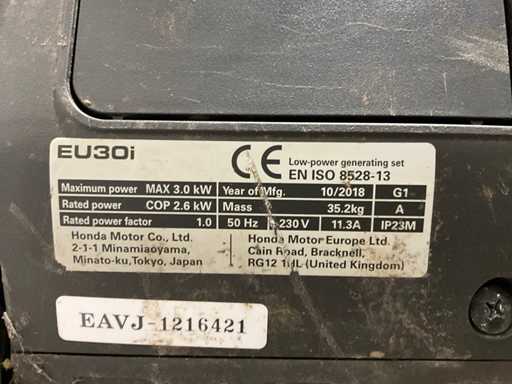 EU30i
CE
Low-power generating set
EN ISO 8528-13
Maximum power MAX 3.0 kW Year of Mfg. 10/2018 G1
Rated power COP 2.6 kW Mass 35.2kg A
Rated power factor 1.0 50 Hz 230 V 11.3A IP23M
Honda Motor Co., Ltd.
2-1-1 Minamiaoyama,
Minato-ku,Tokyo, Japan
Honda Motor Europe Ltd.
Cain Road, Bracknell,
RG12 1HL (United Kingdom)
EAVJ-1216421